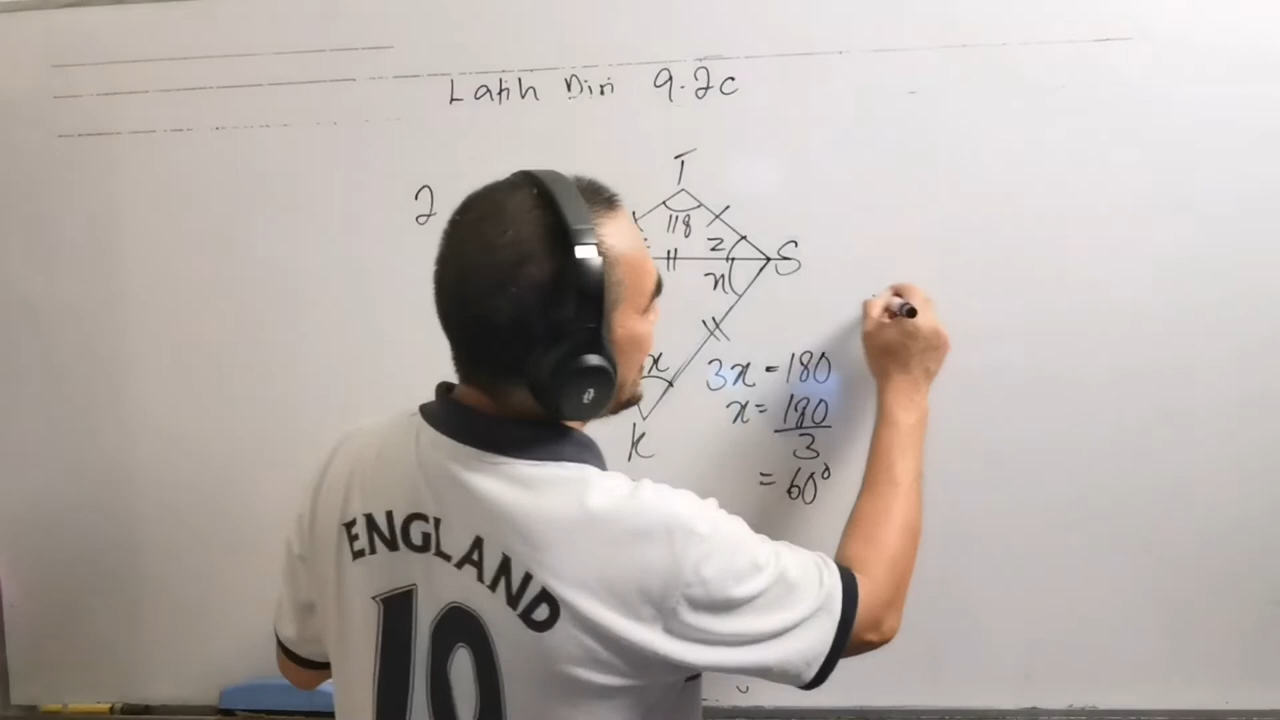 Latih Diri 9.2c
2
T
118
z
S
x
x
3x = 180
x = 180
3
K
= 60°
ENGLAND
10